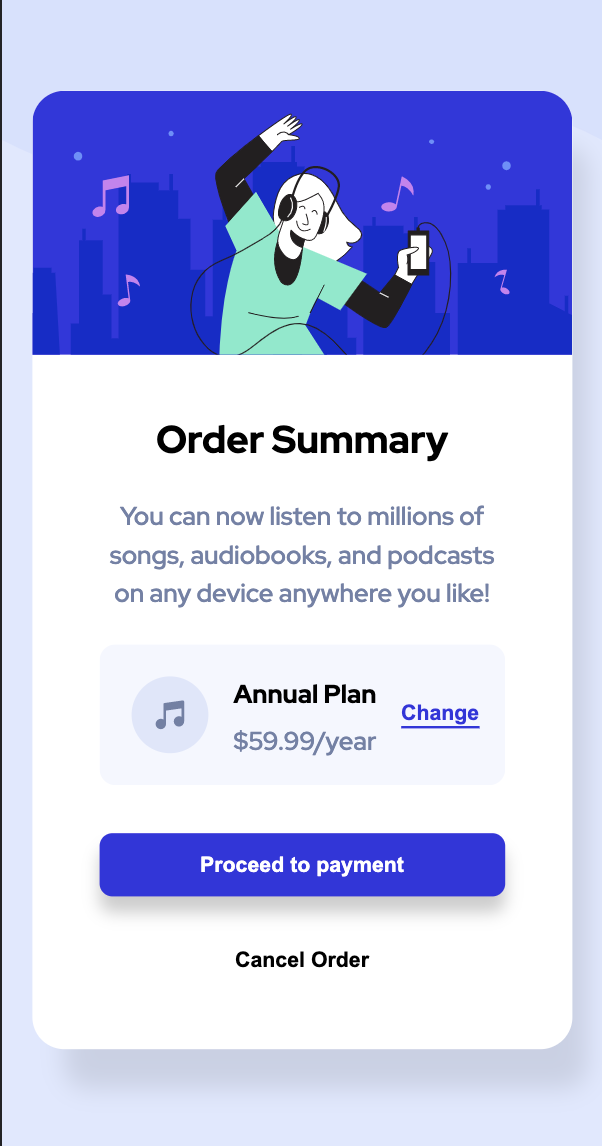 Order Summary
You can now listen to millions of
songs, audiobooks, and podcasts
on any device anywhere you like!
Annual Plan
$59.99/year
Change
Proceed to payment
Cancel Order